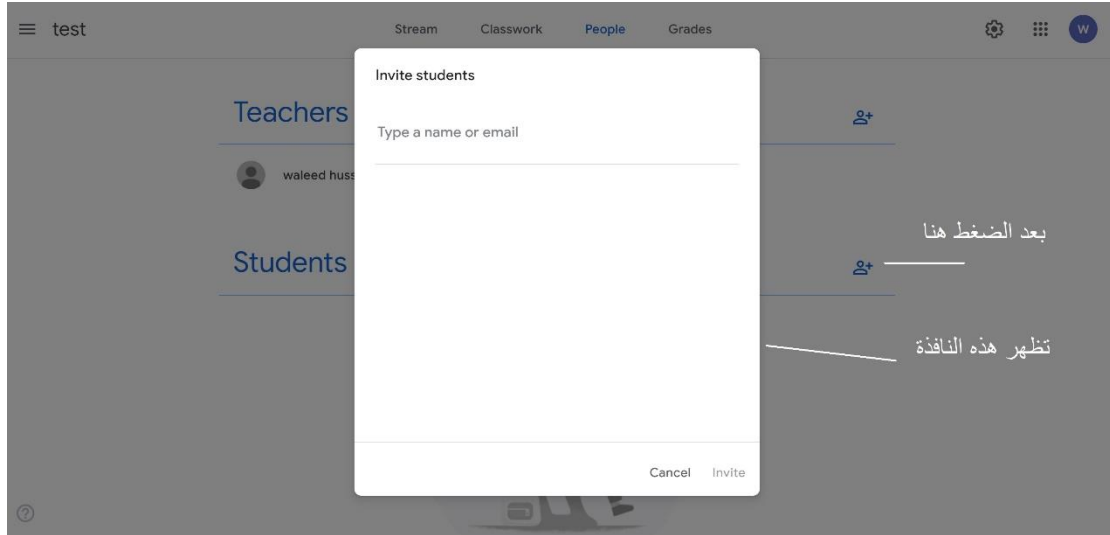 test
Stream Classwork People Grades
W
Invite students
Teachers
Type a name or email
waleed huss
بعد الضغط هنا
Students
تظهر هذه النافذة
Cancel Invite